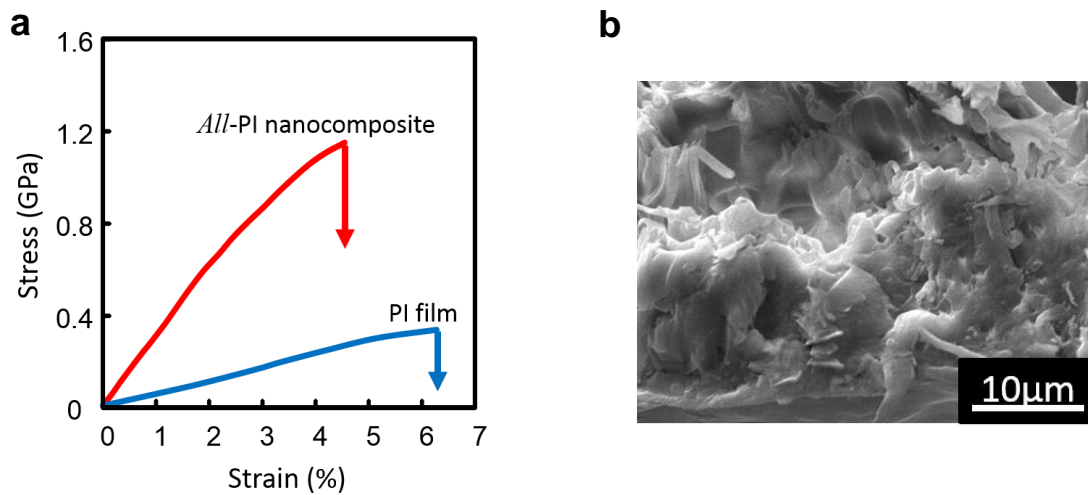 a
b
1.6
1.2
0.8
0.4
0
Stress (GPa)
All-PI nanocomposite
PI film
0 1 2 3 4 5 6 7
Strain (%)
10μm